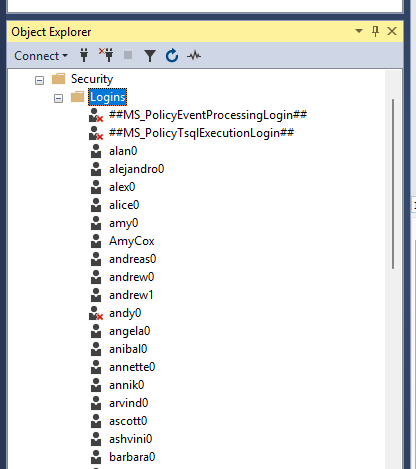 Object Explorer
Connect
Security
Logins
##MS_PolicyEventProcessingLogin##
##MS_PolicyTsqlExecutionLogin##
alan0
alejandro0
alex0
alice0
amy0
AmyCox
andreas0
andrew0
andrew1
andy0
angela0
anibal0
annette0
annik0
arvind0
ascott0
ashvini0
barbara0